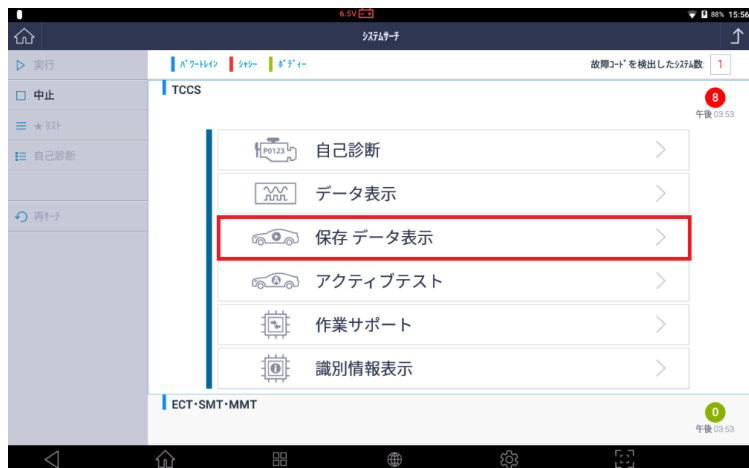 6.5V
88% 15:56
ｼｽﾃﾑｻｰﾁ
実行
ﾊﾟﾜｰﾄﾚｲﾝ ｼｬｼｰ ﾎﾞﾃﾞｨｰ
故障ｺｰﾄﾞを検出したｼｽﾃﾑ数: 1
中止
★ ﾘｽﾄ
自己診断
再ｻｰﾁ
TCCS
8
午後 03:53
P0123
自己診断
データ表示
保存 データ表示
アクティブテスト
作業サポート
識別情報表示
ECT･SMT･MMT
0
午後 03:53